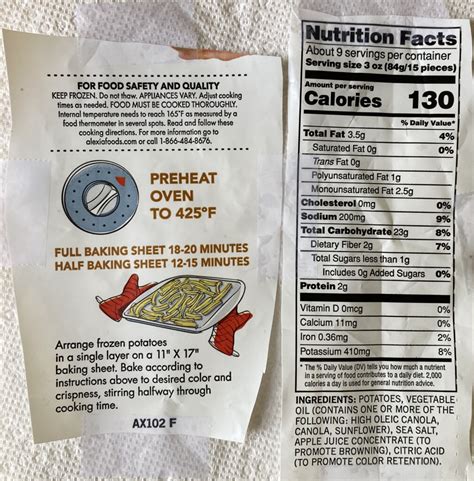 FOR FOOD SAFETY AND QUALITY
KEEP FROZEN. Do not thaw. APPLIANCES VARY. Adjust cooking
times as needed. FOOD MUST BE COOKED THOROUGHLY.
Internal temperature needs to reach 165°F as measured by a
food thermometer in several spots. Read and follow these
cooking directions. For more information go to
alexiafoods.com or call 1-866-484-8676.
PREHEAT
OVEN
TO 425°F
FULL BAKING SHEET 18-20 MINUTES
HALF BAKING SHEET 12-15 MINUTES
Arrange frozen potatoes
in a single layer on a 11" X 17"
baking sheet. Bake according to
instructions above to desired color and
crispness, stirring halfway through
cooking time.
AX102 F
Nutrition Facts
About 9 servings per container
Serving size 3 oz (84g/15 pieces)
Amount per serving
Calories 130
% Daily Value*
Total Fat 3.5g 4%
Saturated Fat 0g 0%
Trans Fat 0g
Polyunsaturated Fat 1g
Monounsaturated Fat 2.5g
Cholesterol 0mg 0%
Sodium 200mg 9%
Total Carbohydrate 23g 8%
Dietary Fiber 2g 7%
Total Sugars less than 1g
Includes 0g Added Sugars 0%
Protein 2g
Vitamin D 0mcg 0%
Calcium 11mg 0%
Iron 0.36mg 2%
Potassium 410mg 8%
* The % Daily Value (DV) tells you how much a nutrient
in a serving of food contributes to a daily diet. 2,000
calories a day is used for general nutrition advice.
INGREDIENTS: POTATOES, VEGETABLE
OIL (CONTAINS ONE OR MORE OF THE
FOLLOWING: HIGH OLEIC CANOLA,
CANOLA, SUNFLOWER), SEA SALT,
APPLE JUICE CONCENTRATE (TO
PROMOTE BROWNING), CITRIC ACID
(TO PROMOTE COLOR RETENTION).